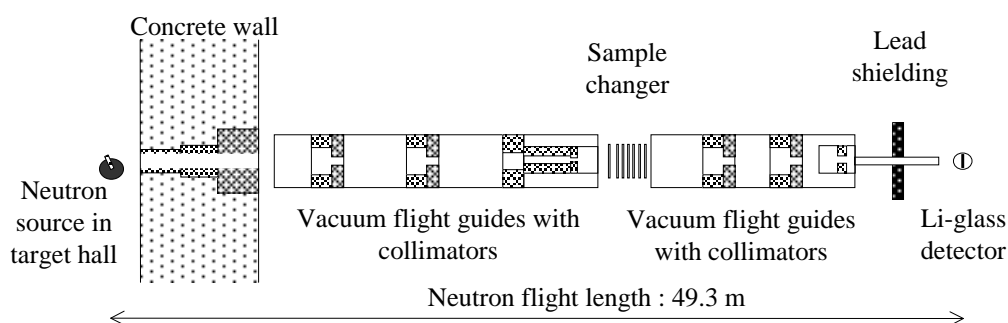 Concrete wall
Sample
changer
Lead
shielding
Neutron
source in
target hall
Vacuum flight guides with
collimators
Vacuum flight guides
with collimators
Li-glass
detector
Neutron flight length : 49.3 m